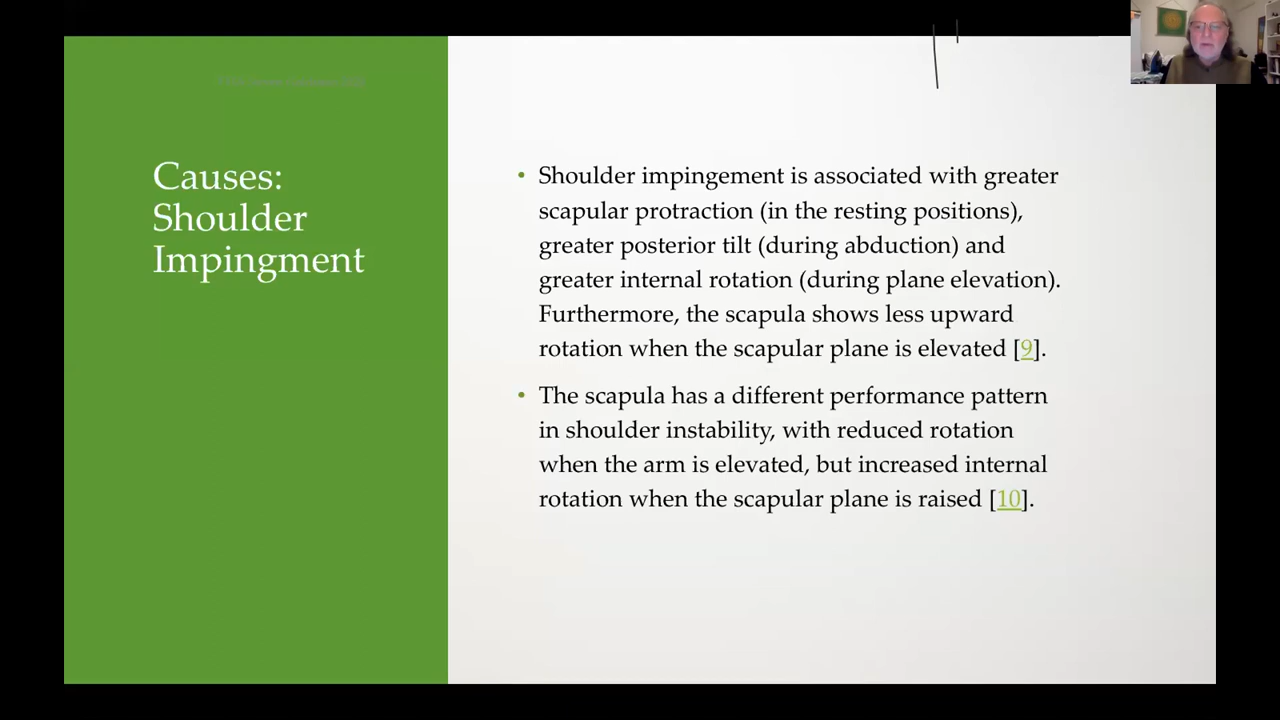 Causes:
Shoulder
Impingment
• Shoulder impingement is associated with greater
scapular protraction (in the resting positions),
greater posterior tilt (during abduction) and
greater internal rotation (during plane elevation).
Furthermore, the scapula shows less upward
rotation when the scapular plane is elevated [9].
• The scapula has a different performance pattern
in shoulder instability, with reduced rotation
when the arm is elevated, but increased internal
rotation when the scapular plane is raised [10].